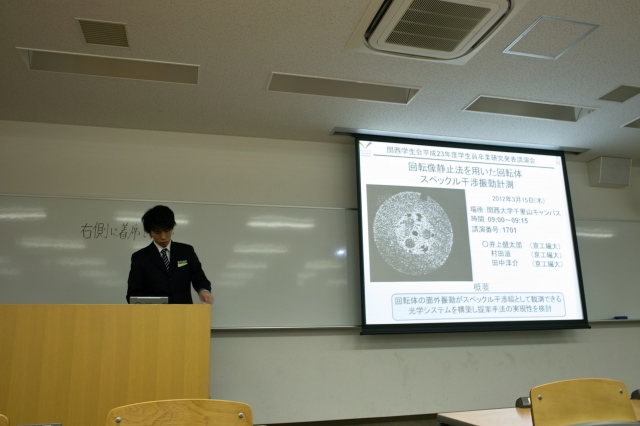 関西学生会平成23年度学生員卒業研究発表講演会
回転像静止法を用いた回転体
スペックル干渉振動計測
2012年3月15日(木)
場所: 関西大学千里山キャンパス
時間: 09:00～09:15
講演番号: 1701
〇井上健太郎 (京工繊大)
村田滋 (京工繊大)
田中洋介 (京工繊大)
概要
回転体の面外振動がスペックル干渉縞として観測できる
光学システムを構築し提案手法の実現性を検討
右側に着席